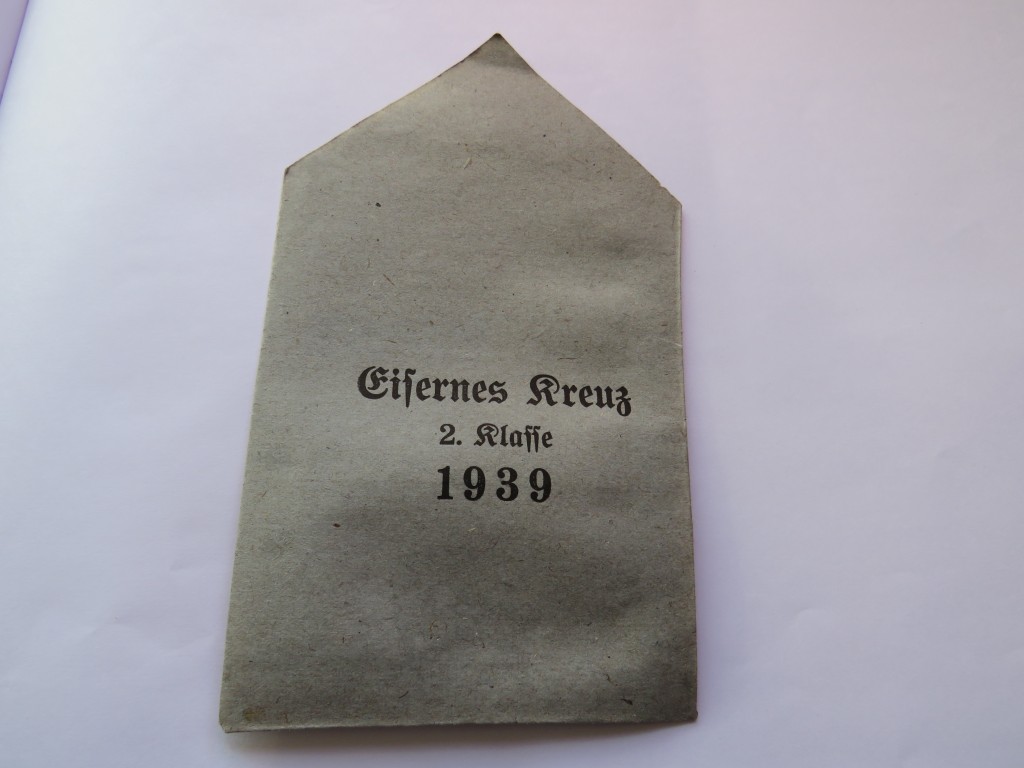 Eiſernes Kreuz
2. Klaſſe
1939